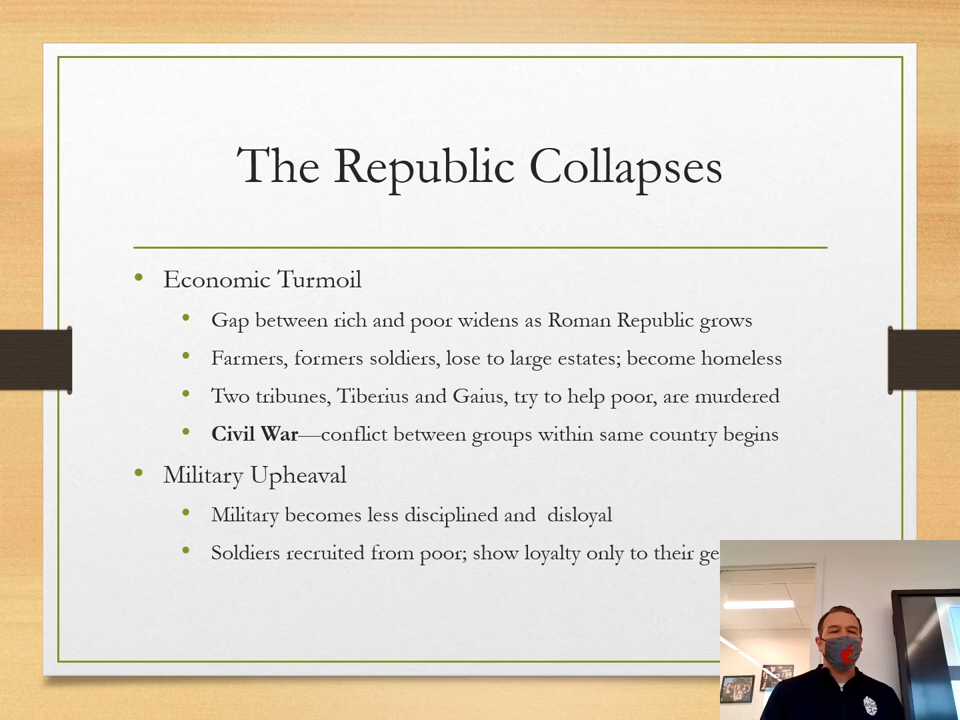 The Republic Collapses
Economic Turmoil
Gap between rich and poor widens as Roman Republic grows
Farmers, formers soldiers, lose to large estates; become homeless
Two tribunes, Tiberius and Gaius, try to help poor, are murdered
Civil War—conflict between groups within same country begins
Military Upheaval
Military becomes less disciplined and  disloyal
Soldiers recruited from poor; show loyalty only to their